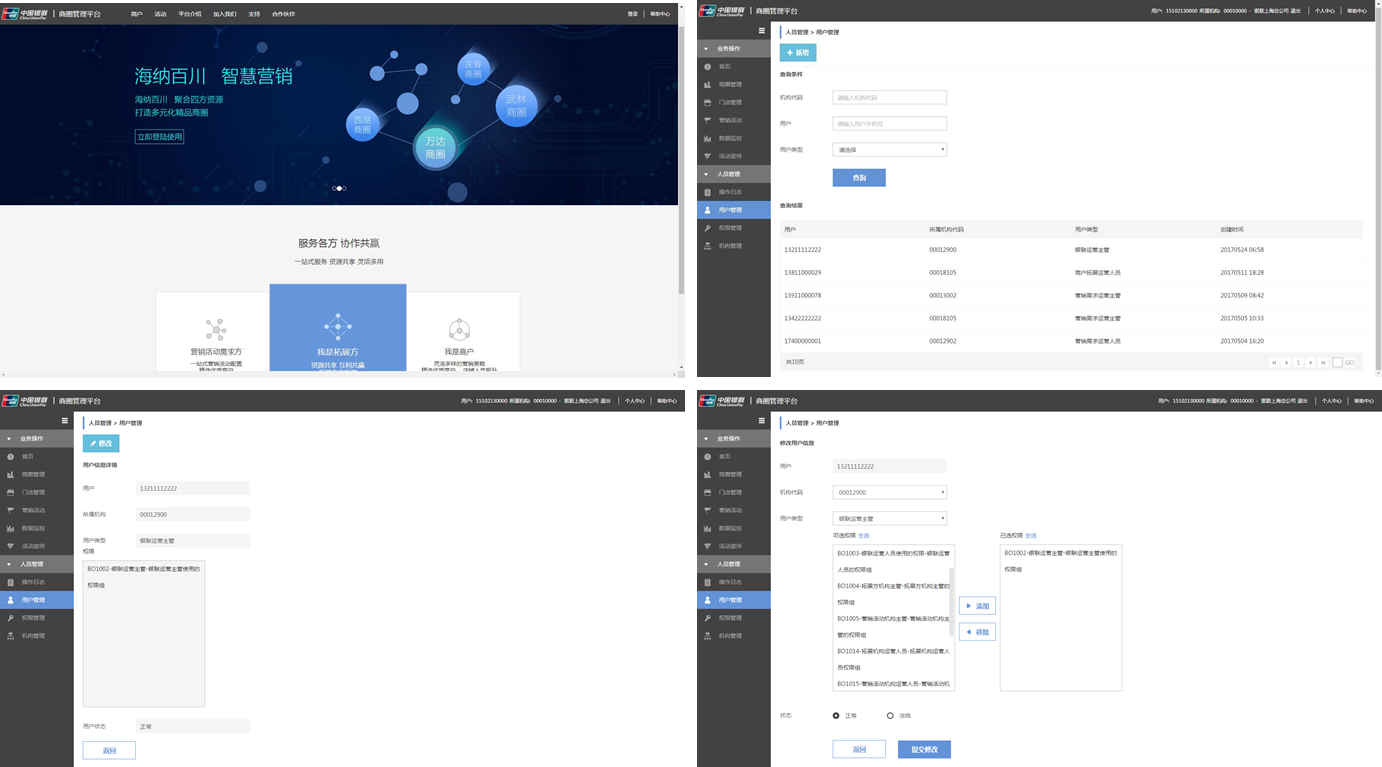 中国银联
China UnionPay
商圈管理平台
商户
活动
平台介绍
加入我们
支持
合作伙伴
登录
帮助中心
海纳百川 智慧营销
海纳百川 聚合四方资源
打造多元化精品商圈
立即登陆使用
庆春
商圈
武林
商圈
西湖
商圈
万达
商圈
服务各方 协作共赢
一站式服务 资源共享 灵活多用
营销活动需求方
一站式营销活动配置
我是拓展方
资源共享 互利共赢
我是商户
灵活多样的营销策略
中国银联
China UnionPay
商圈管理平台
用户: 15102130000 所属机构: 00010000 - 银联上海总公司 退出
个人中心
帮助中心
业务操作
首页
商圈管理
门店管理
营销活动
数据监控
活动宣传
人员管理
操作日志
用户管理
权限管理
机构管理
人员管理 > 用户管理
新增
查询条件
机构代码
请输入机构代码
用户
请输入用户手机号
用户类型
请选择
查询
查询结果
用户 所属机构代码 用户类型 创建时间
13211112222 00012900 银联运营主管 20170524 06:58
13811000029 00018105 商户拓展运营人员 20170511 18:28
13911000078 00013002 营销需求运营主管 20170509 08:42
13422222222 00018105 营销需求运营主管 20170505 10:33
17400000001 00012902 营销需求运营人员 20170504 16:20
共10页
1
GO
中国银联
China UnionPay
商圈管理平台
用户: 15102130000 所属机构: 00010000 - 银联上海总公司 退出
个人中心
帮助中心
业务操作
首页
商圈管理
门店管理
营销活动
数据监控
活动宣传
人员管理
操作日志
用户管理
权限管理
机构管理
人员管理 > 用户管理
修改
用户信息详情
用户
13211112222
所属机构
00012900
用户类型
银联运营主管
权限
BO1002-银联运营主管-银联运营主管使用的
权限组
用户状态
正常
返回
中国银联
China UnionPay
商圈管理平台
用户: 15102130000 所属机构: 00010000 - 银联上海总公司 退出
个人中心
帮助中心
业务操作
首页
商圈管理
门店管理
营销活动
数据监控
活动宣传
人员管理
操作日志
用户管理
权限管理
机构管理
人员管理 > 用户管理
修改用户信息
用户
13211112222
机构代码
00012900
用户类型
银联运营主管
可选权限 全选
BO1003-银联运营人员使用的权限-银联运营
人员的权限组
BO1004-拓展方机构主管-拓展方机构主管的
权限组
BO1005-营销活动机构主管-营销活动机构主
管的权限组
BO1014-拓展机构运营人员-拓展机构运营人
员权限组
BO1015-营销活动机构运营人员-营销活动机
添加
移除
已选权限 全选
BO1002-银联运营主管-银联运营主管使用的
权限组
状态
正常
冻结
返回
提交修改